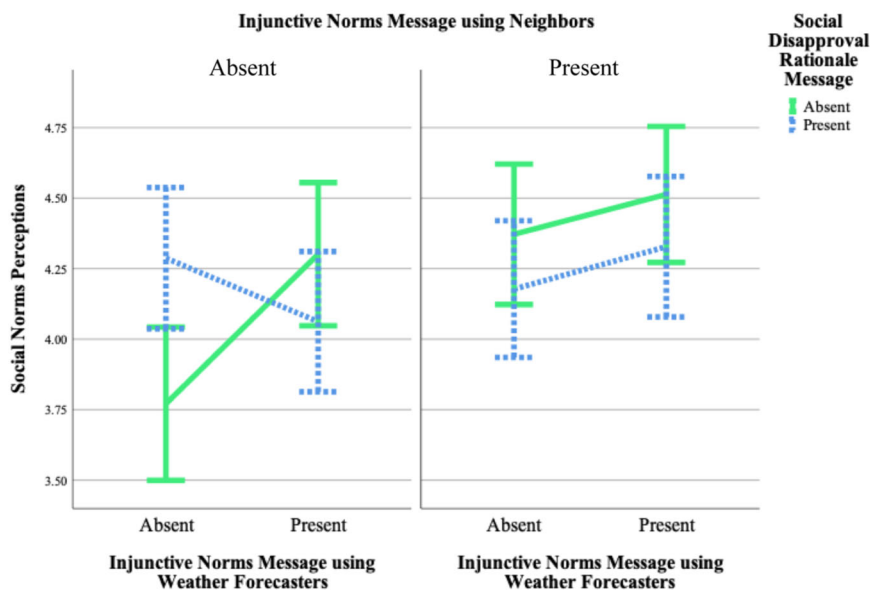 Injunctive Norms Message using Neighbors
Absent
Present
Social
Disapproval
Rationale
Message
Absent
Present
Social Norms Perceptions
4.75
4.50
4.25
4.00
3.75
3.50
Absent
Present
Absent
Present
Injunctive Norms Message using
Weather Forecasters
Injunctive Norms Message using
Weather Forecasters